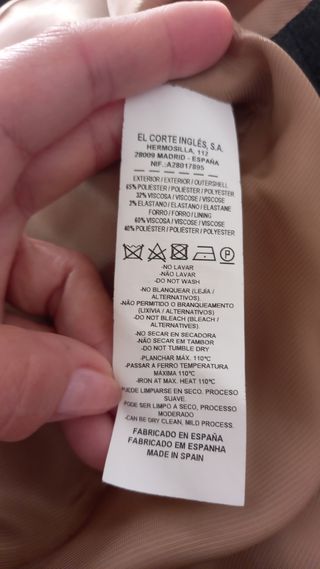 EL CORTE INGLÉS, S.A.
HERMOSILLA, 112
28009 MADRID - ESPAÑA
NIF.:A28017895
EXTERIOR / EXTERIOR / OUTERSHELL
65% POLIÉSTER / POLIÉSTER / POLYESTER
32% VISCOSA / VISCOSE / VISCOSE
3% ELASTANO / ELASTANO / ELASTANE
FORRO / FORRO / LINING
60% VISCOSA / VISCOSE / VISCOSE
40% POLIÉSTER / POLIÉSTER / POLYESTER
P
-NO LAVAR
-NÃO LAVAR
-DO NOT WASH
-NO BLANQUEAR (LEJÍA /
ALTERNATIVOS).
-NÃO PERMITIDO O BRANQUEAMENTO
(LIXIVIA / ALTERNATIVOS)
-DO NOT BLEACH (BLEACH /
ALTERNATIVES).
-NO SECAR EN SECADORA
-NÃO SECAR EM TAMBOR
-DO NOT TUMBLE DRY
-PLANCHAR MÁX. 110ºC
-PASSAR A FERRO TEMPERATURA
MÁXIMA 110ºC
-IRON AT MAX. HEAT 110ºC
PUEDE LIMPIARSE EN SECO. PROCESO
SUAVE.
PODE SER LIMPO A SECO, PROCESSO
MODERADO
-CAN BE DRY CLEAN, MILD PROCESS.
FABRICADO EN ESPAÑA
FABRICADO EM ESPANHA
MADE IN SPAIN